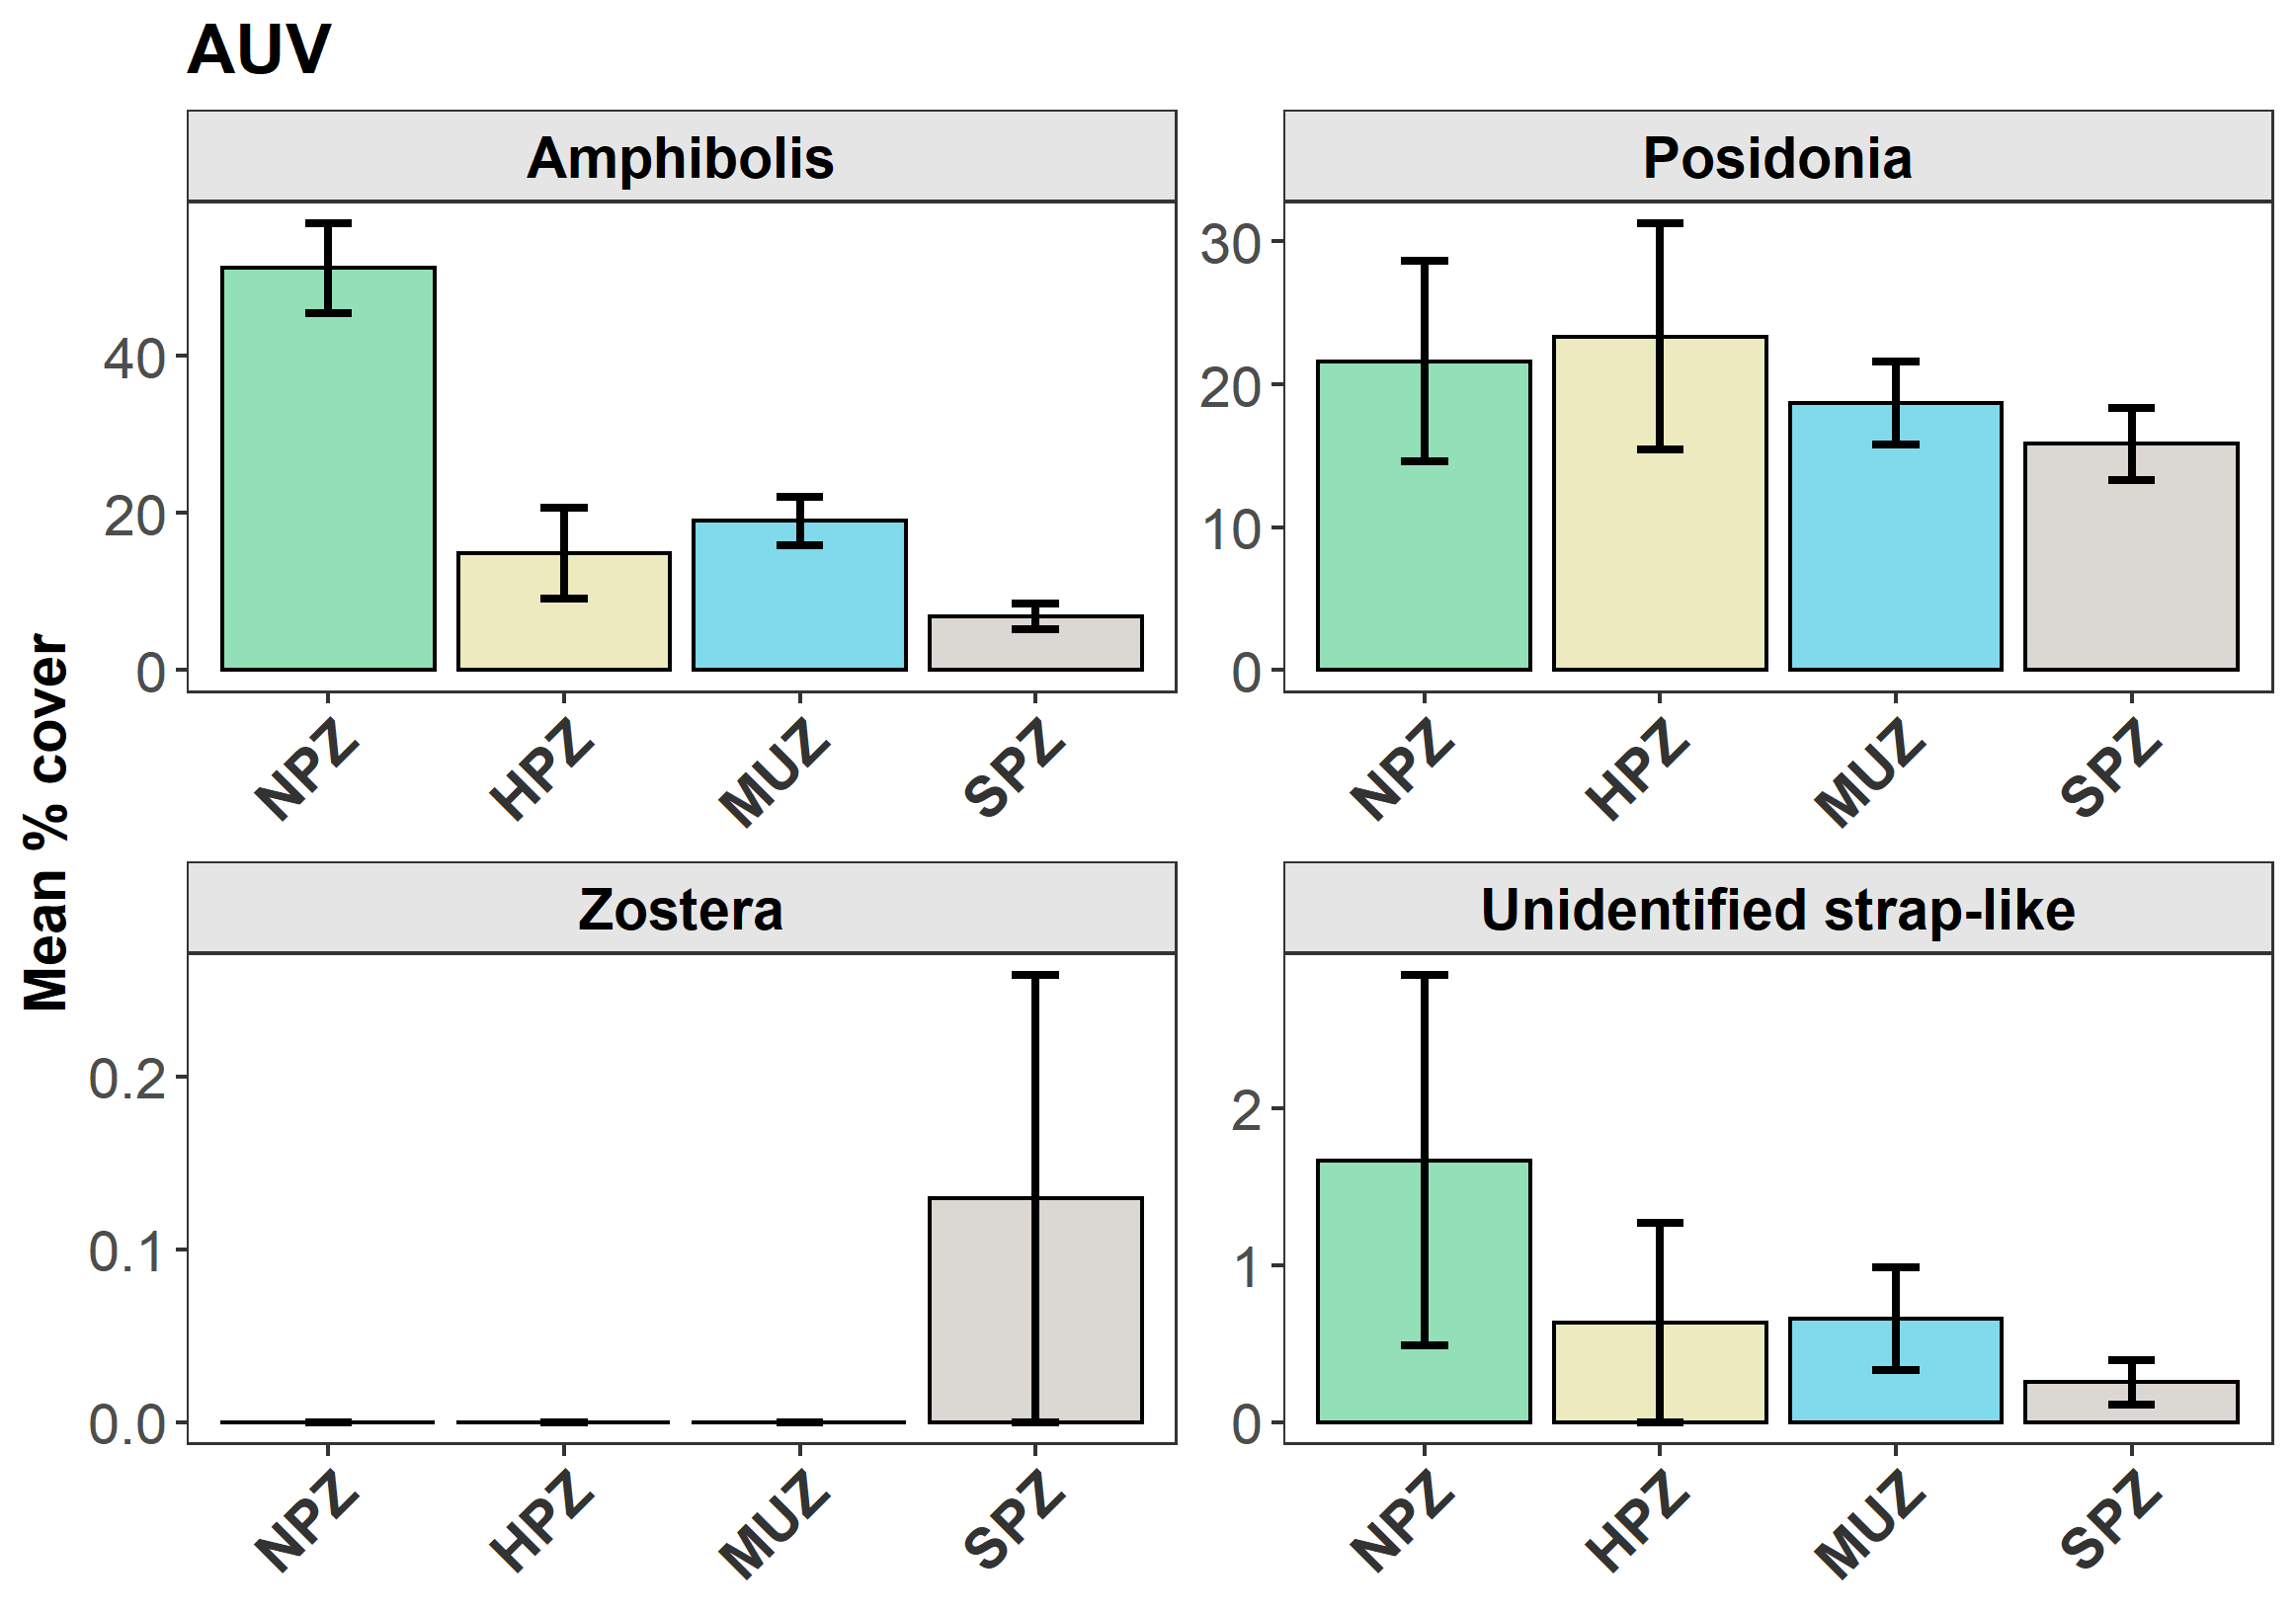 AUV
Mean % cover
Amphibolis
40
20
0
NPZ HPZ MUZ SPZ
Posidonia
30
20
10
0
NPZ HPZ MUZ SPZ
Zostera
0.2
0.1
0.0
NPZ HPZ MUZ SPZ
Unidentified strap-like
2
1
0
NPZ HPZ MUZ SPZ